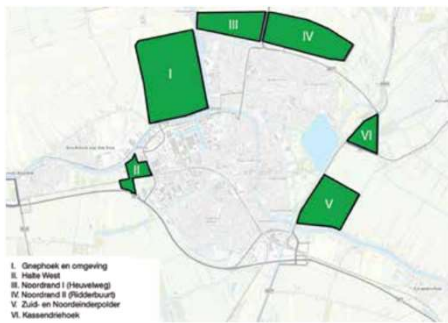 III
IV
I
VI
II
V
I. Gnephoek en omgeving
II. Halte West
III. Noordrand I (Heuvelweg)
IV. Noordrand II (Ridderbuurt)
V. Zuid- en Noordeinderpolder
VI. Kassendriehoek